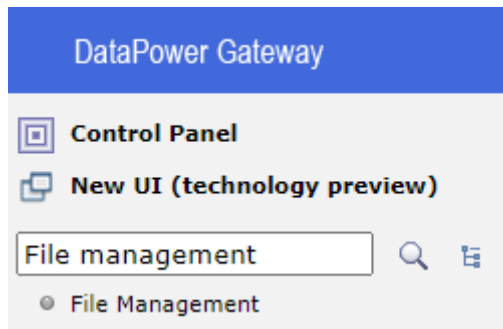 DataPower Gateway
Control Panel
New UI (technology preview)
File management
File Management